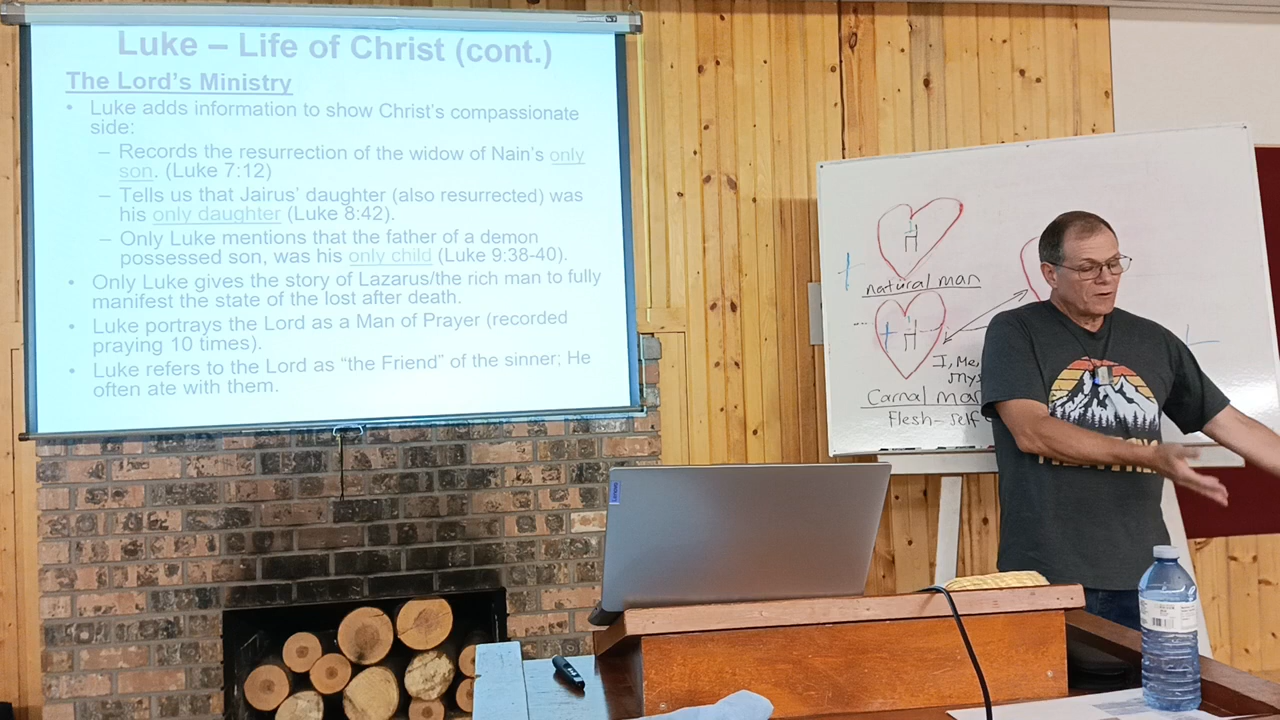 Luke – Life of Christ (cont.)
The Lord's Ministry
• Luke adds information to show Christ's compassionate
side:
– Records the resurrection of the widow of Nain's only
son. (Luke 7:12)
– Tells us that Jairus' daughter (also resurrected) was
his only daughter (Luke 8:42).
– Only Luke mentions that the father of a demon
possessed son, was his only child (Luke 9:38-40).
• Only Luke gives the story of Lazarus/the rich man to fully
manifest the state of the lost after death.
• Luke portrays the Lord as a Man of Prayer (recorded
praying 10 times).
• Luke refers to the Lord as “the Friend” of the sinner; He
often ate with them.
H
natural man
H
I, Me,
Carnal man
Flesh - self
Lenovo